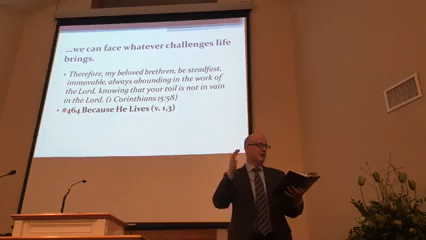 …we can face whatever challenges life
brings.
• Therefore, my beloved brethren, be steadfast,
immovable, always abounding in the work of
the Lord, knowing that your toil is not in vain
in the Lord. (1 Corinthians 15:58)
• #464 Because He Lives (v. 1,3)